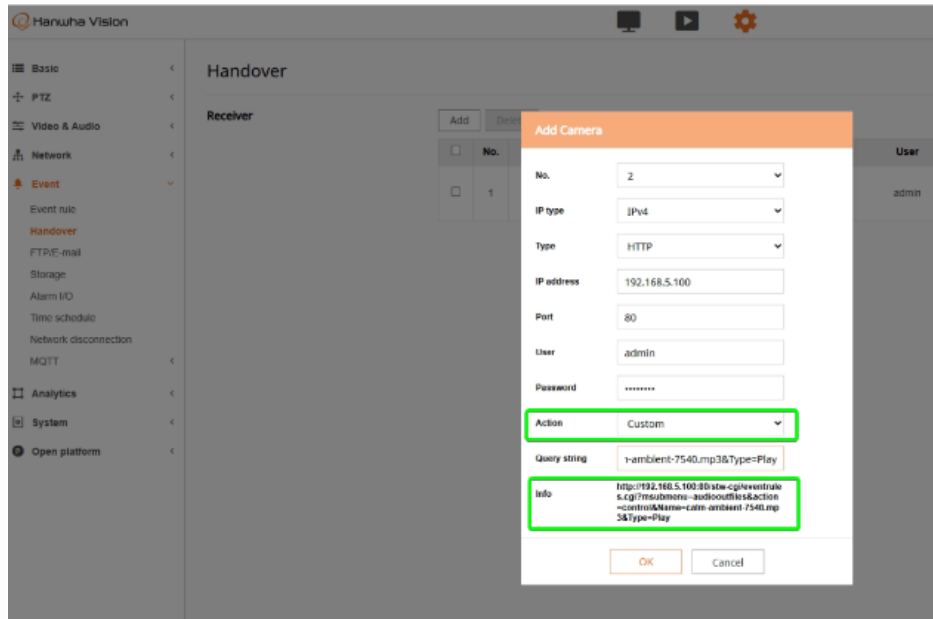 Hanwha Vision
Basic
PTZ
Video & Audio
Network
Event
Event rule
Handover
FTP/E-mail
Storage
Alarm I/O
Time schedule
Network disconnection
MQTT
Analytics
System
Open platform
Handover
Receiver
Add
No.
User
1
admin
Add Camera
No. 2
IP type IPv4
Type HTTP
IP address 192.168.5.100
Port 80
User admin
Password ••••••••
Action Custom
Query string -ambient-7540.mp3&Type=Play
Info
http://192.168.5.100:80/stw-cgi/eventrule
s.cgi?msubmenu=audiooutfiles&action
=control&Name=calm-ambient-7540.mp
3&Type=Play
OK Cancel